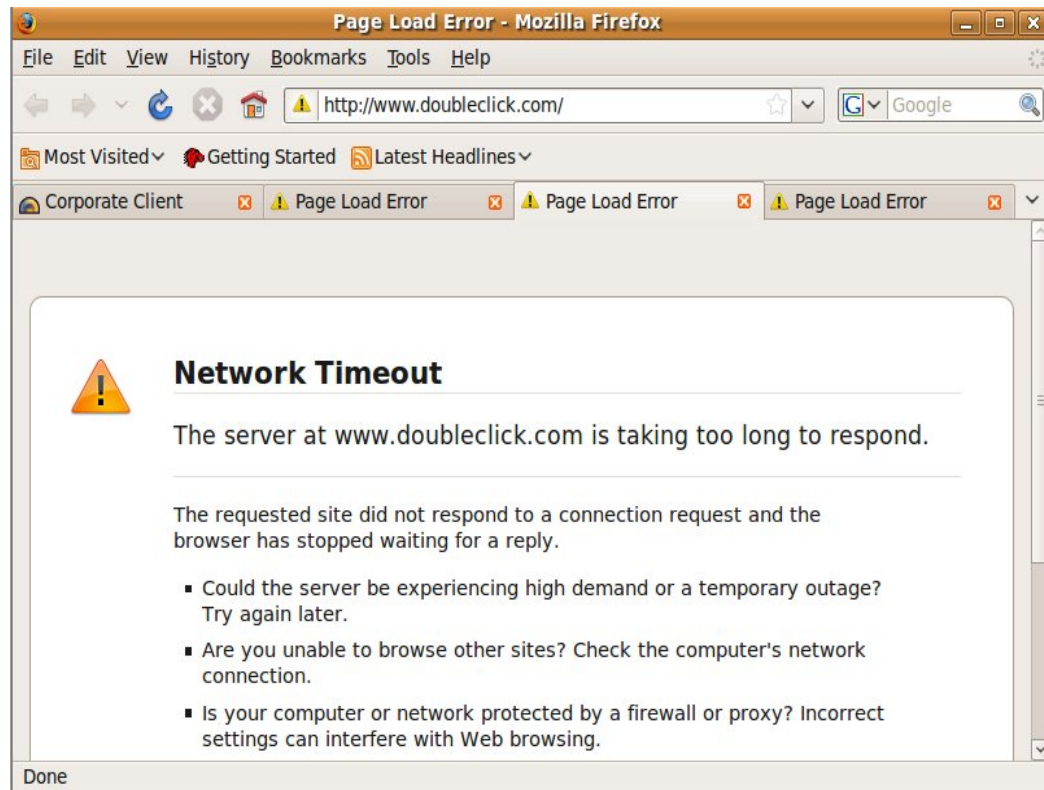 Page Load Error - Mozilla Firefox
File Edit View History Bookmarks Tools Help
http://www.doubleclick.com/ G Google
Most Visited Getting Started Latest Headlines
Corporate Client Page Load Error Page Load Error Page Load Error
Network Timeout
The server at www.doubleclick.com is taking too long to respond.
The requested site did not respond to a connection request and the
browser has stopped waiting for a reply.
Could the server be experiencing high demand or a temporary outage?
Try again later.
Are you unable to browse other sites? Check the computer's network
connection.
Is your computer or network protected by a firewall or proxy? Incorrect
settings can interfere with Web browsing.
Done